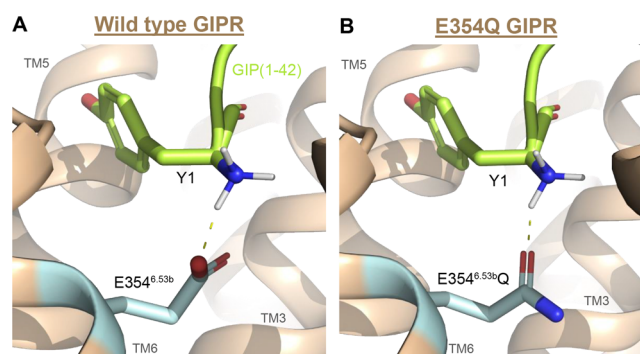 A
Wild type GIPR
TM5
GIP(1-42)
Y1
E354^6.53b
TM3
TM6
B
E354Q GIPR
TM5
Y1
E354^6.53bQ
TM3
TM6